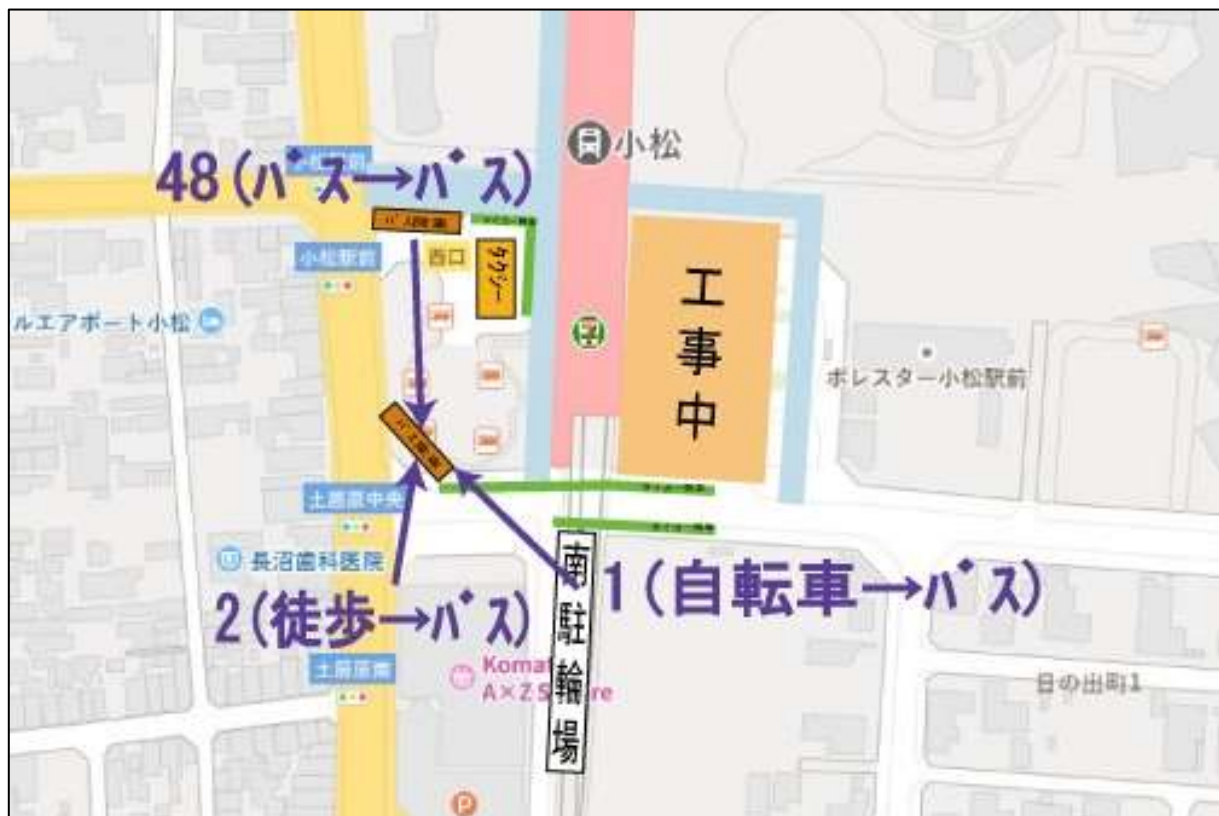 小松
48(ﾊﾞｽ→ﾊﾞｽ)
小松駅前
西口
タクシー
工事中
ルエアポート小松
ポレスター小松駅前
土居原中央
長沼歯科医院
南駐輪場
1(自転車→ﾊﾞｽ)
2(徒歩→ﾊﾞｽ)
土居原南
日の出町1
P